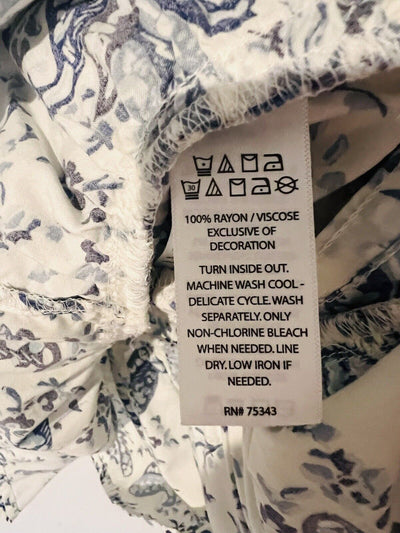 30
100% RAYON / VISCOSE
EXCLUSIVE OF
DECORATION
TURN INSIDE OUT.
MACHINE WASH COOL -
DELICATE CYCLE. WASH
SEPARATELY. ONLY
NON-CHLORINE BLEACH
WHEN NEEDED. LINE
DRY. LOW IRON IF
NEEDED.
RN# 75343